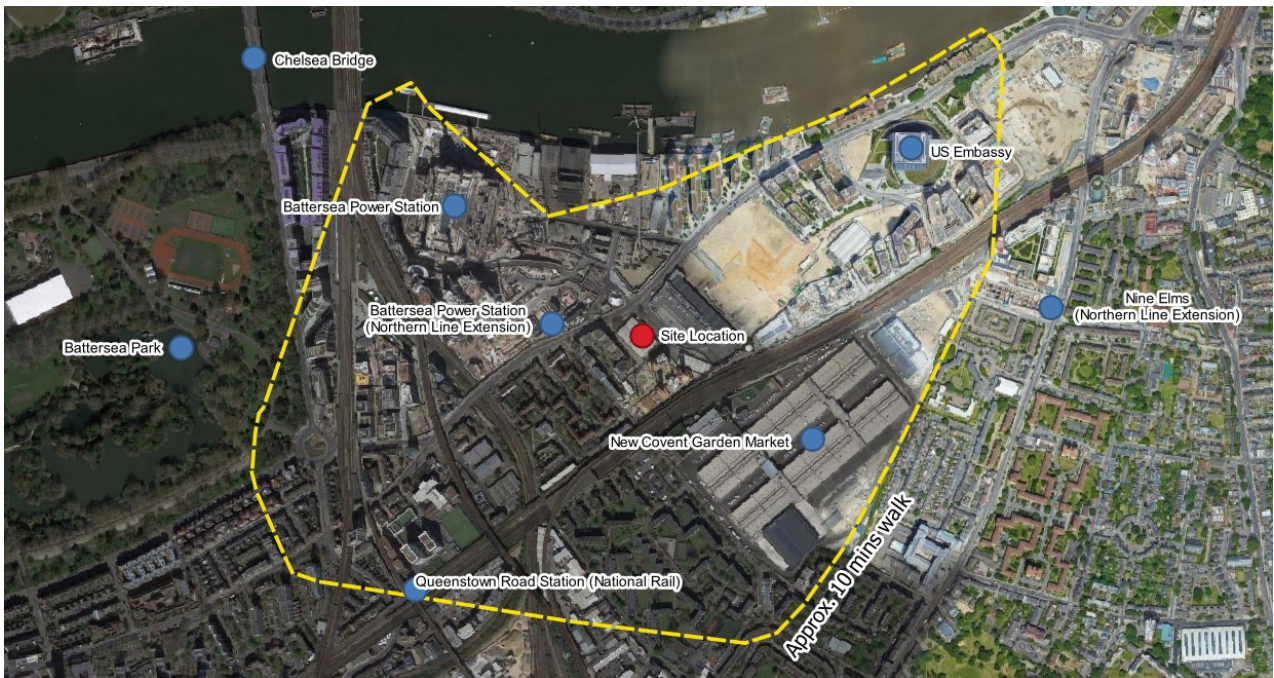 Chelsea Bridge
US Embassy
Battersea Power Station
Battersea Power Station
(Northern Line Extension)
Nine Elms
(Northern Line Extension)
Site Location
Battersea Park
New Covent Garden Market
Queenstown Road Station (National Rail)
Approx. 10 mins walk